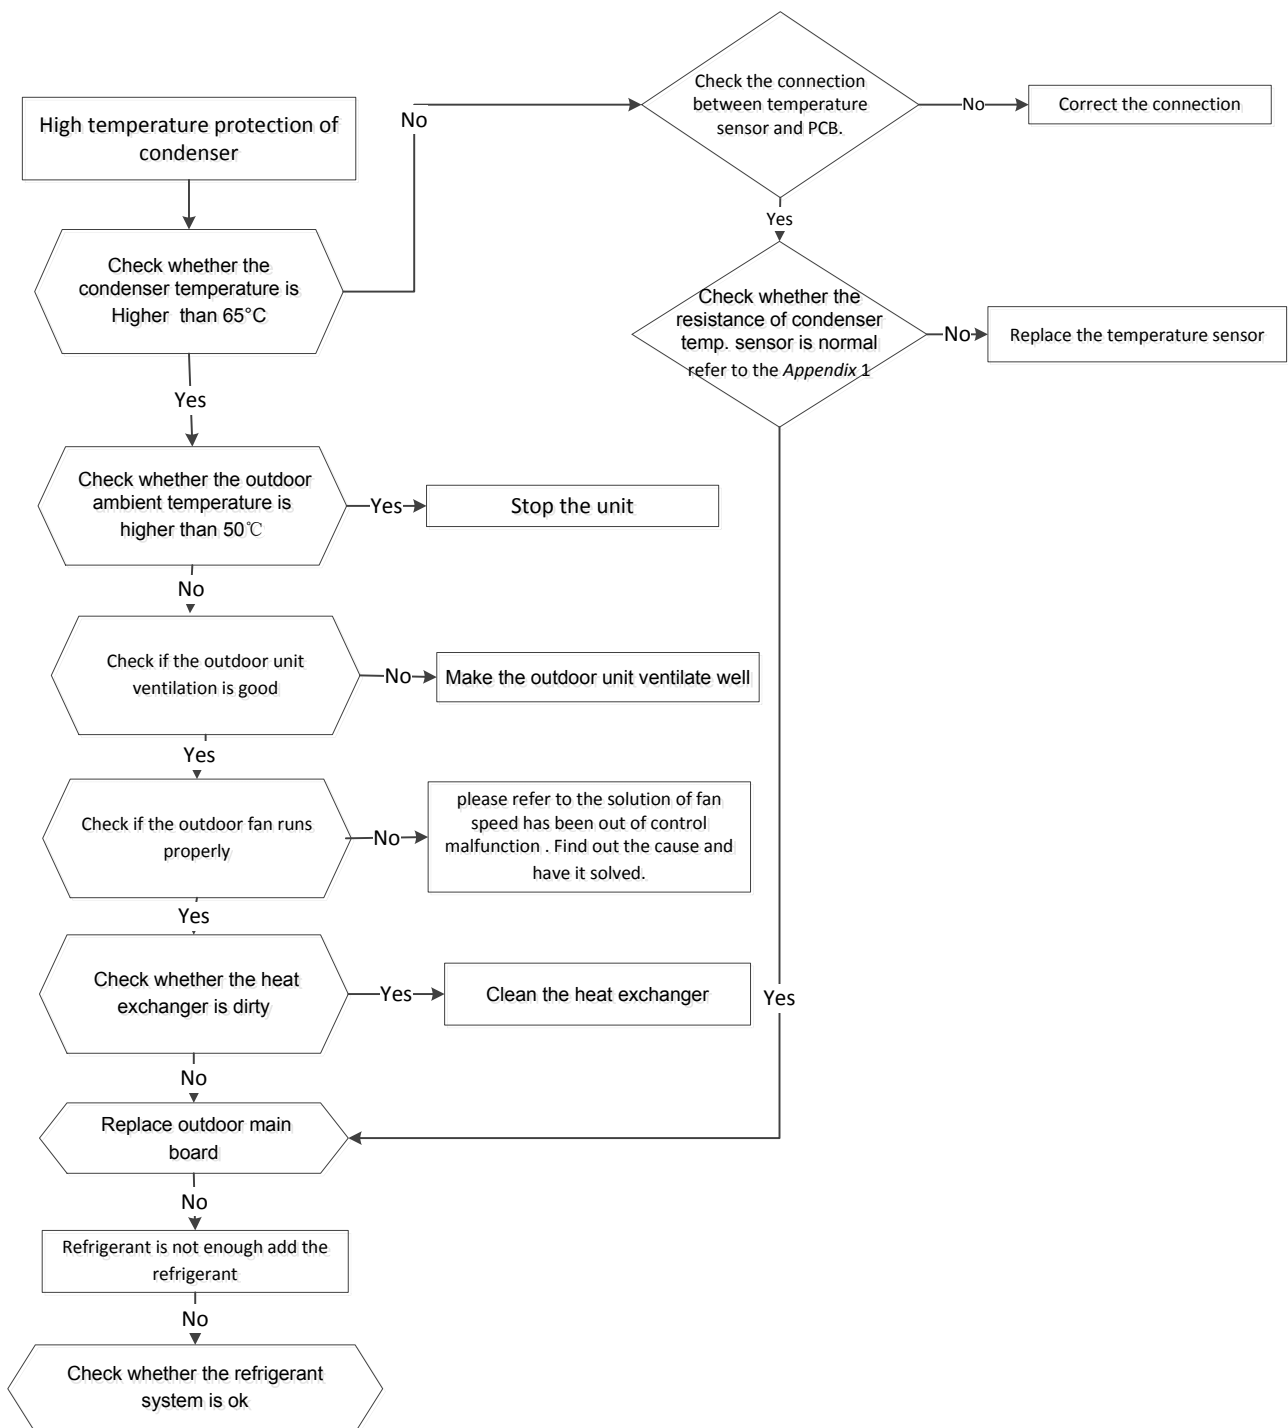 High temperature protection of
condenser
No
Check the connection
between temperature
sensor and PCB.
No
Correct the connection
Yes
Check whether the
condenser temperature is
Higher than 65°C
Check whether the
resistance of condenser
temp. sensor is normal
refer to the Appendix 1
No
Replace the temperature sensor
Yes
Check whether the outdoor
ambient temperature is
higher than 50℃
Yes
Stop the unit
No
Check if the outdoor unit
ventilation is good
No
Make the outdoor unit ventilate well
Yes
Check if the outdoor fan runs
properly
No
please refer to the solution of fan
speed has been out of control
malfunction . Find out the cause and
have it solved.
Yes
Check whether the heat
exchanger is dirty
Yes
Clean the heat exchanger
Yes
No
Replace outdoor main
board
No
Refrigerant is not enough add the
refrigerant
No
Check whether the refrigerant
system is ok